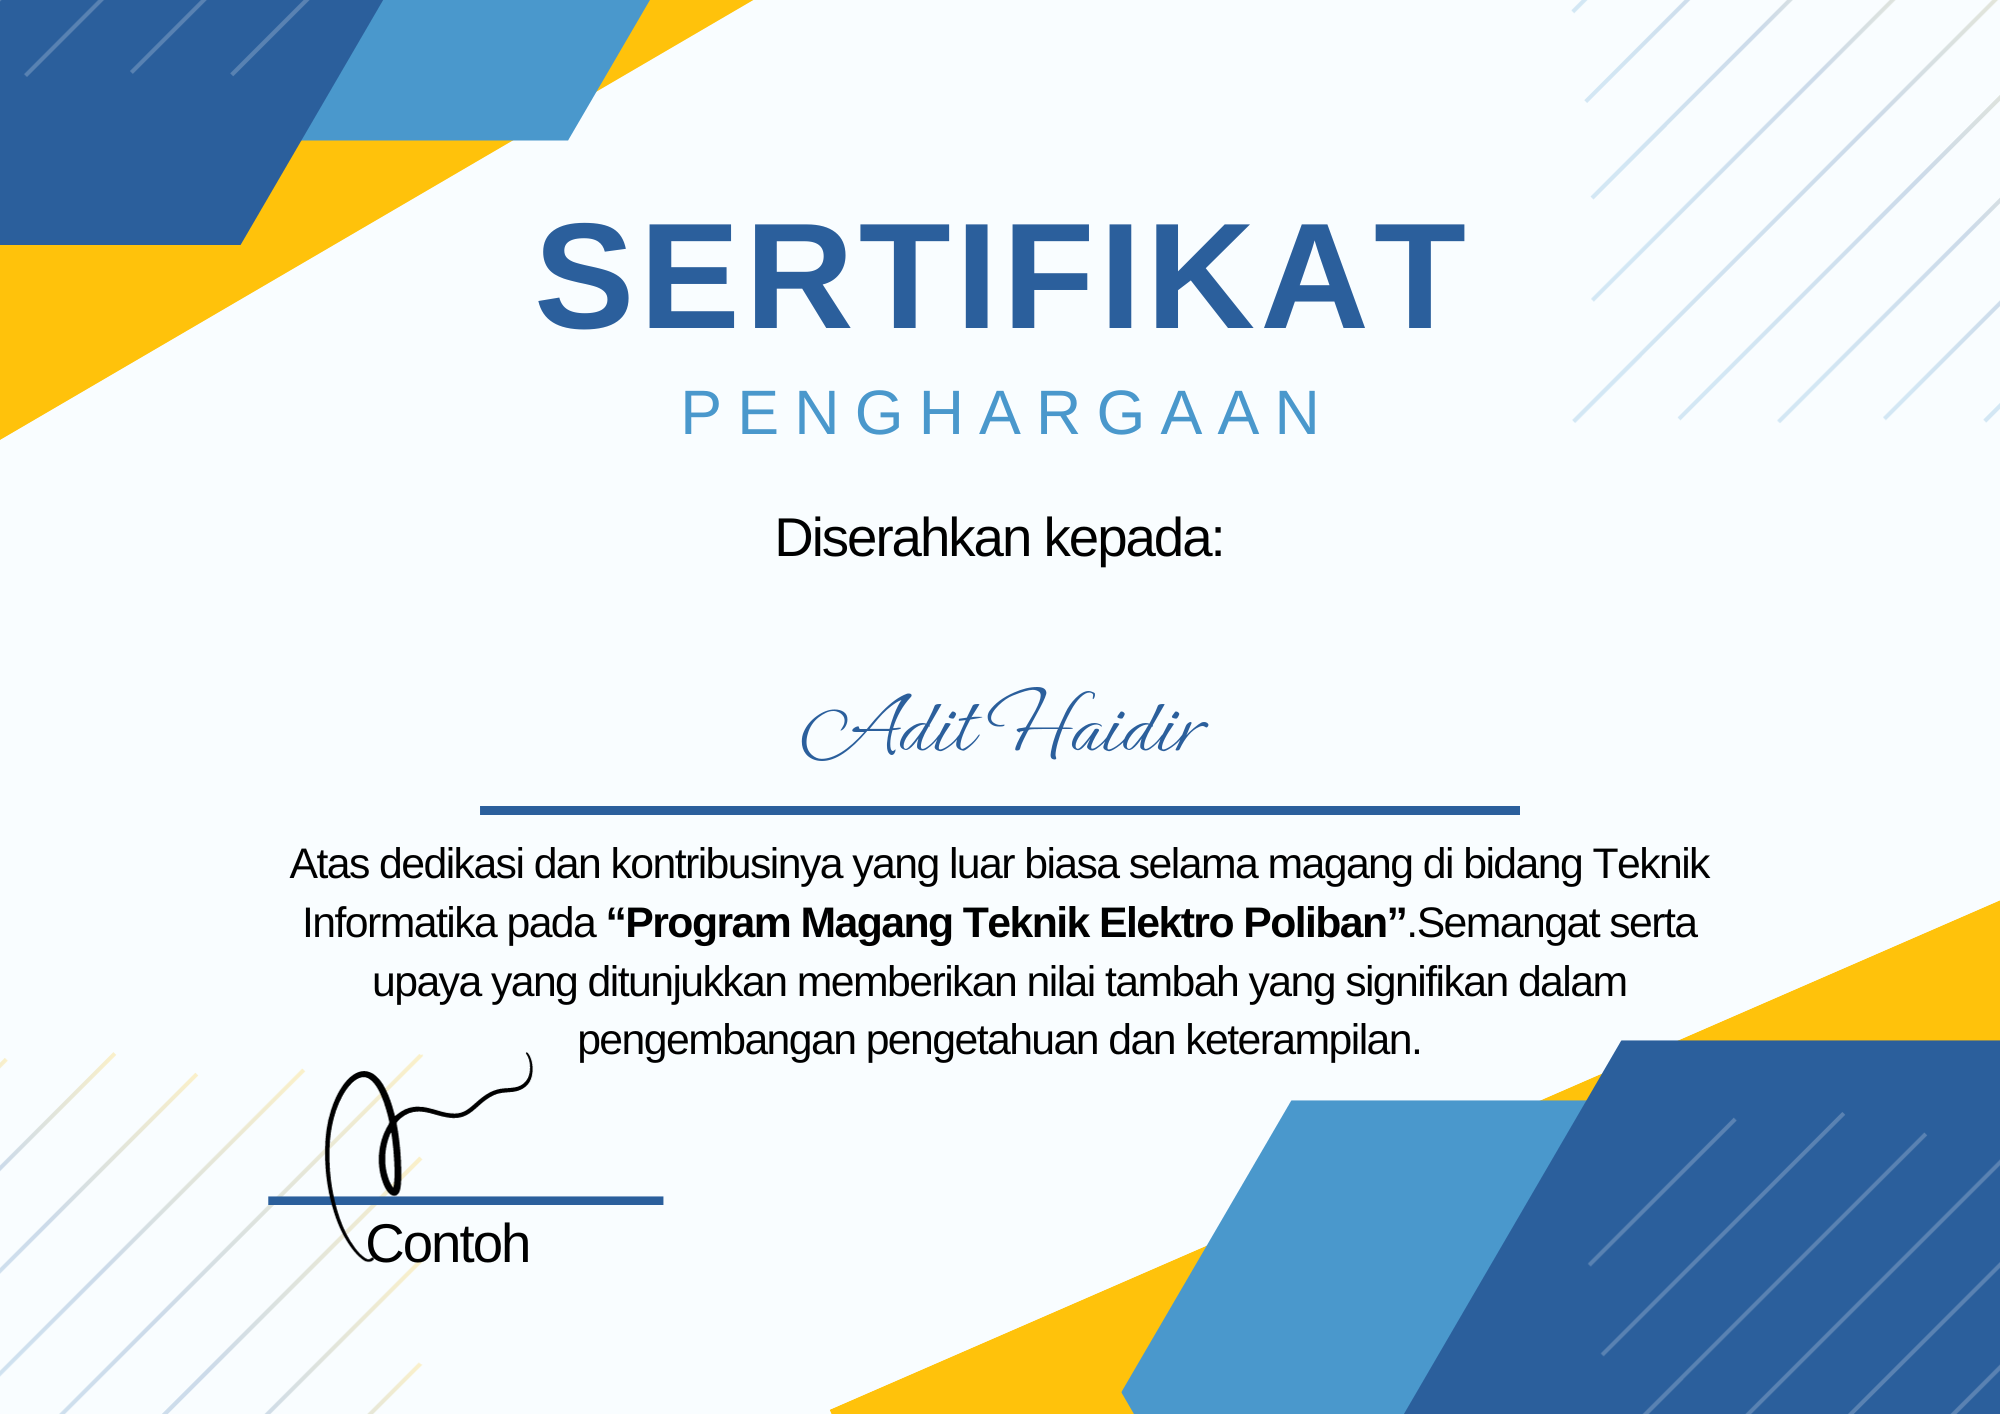 SERTIFIKAT
PENGHARGAAN
Diserahkan kepada:
Adit Haidir
Atas dedikasi dan kontribusinya yang luar biasa selama magang di bidang Teknik
Informatika pada “Program Magang Teknik Elektro Poliban”.Semangat serta
upaya yang ditunjukkan memberikan nilai tambah yang signifikan dalam
pengembangan pengetahuan dan keterampilan.
Contoh